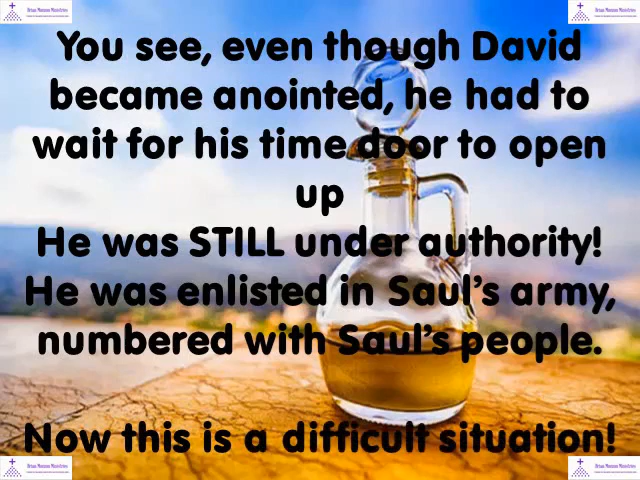 You see, even though David
became anointed, he had to
wait for his time door to open
up
He was STILL under authority!
He was enlisted in Saul's army,
numbered with Saul's people.
Now this is a difficult situation!